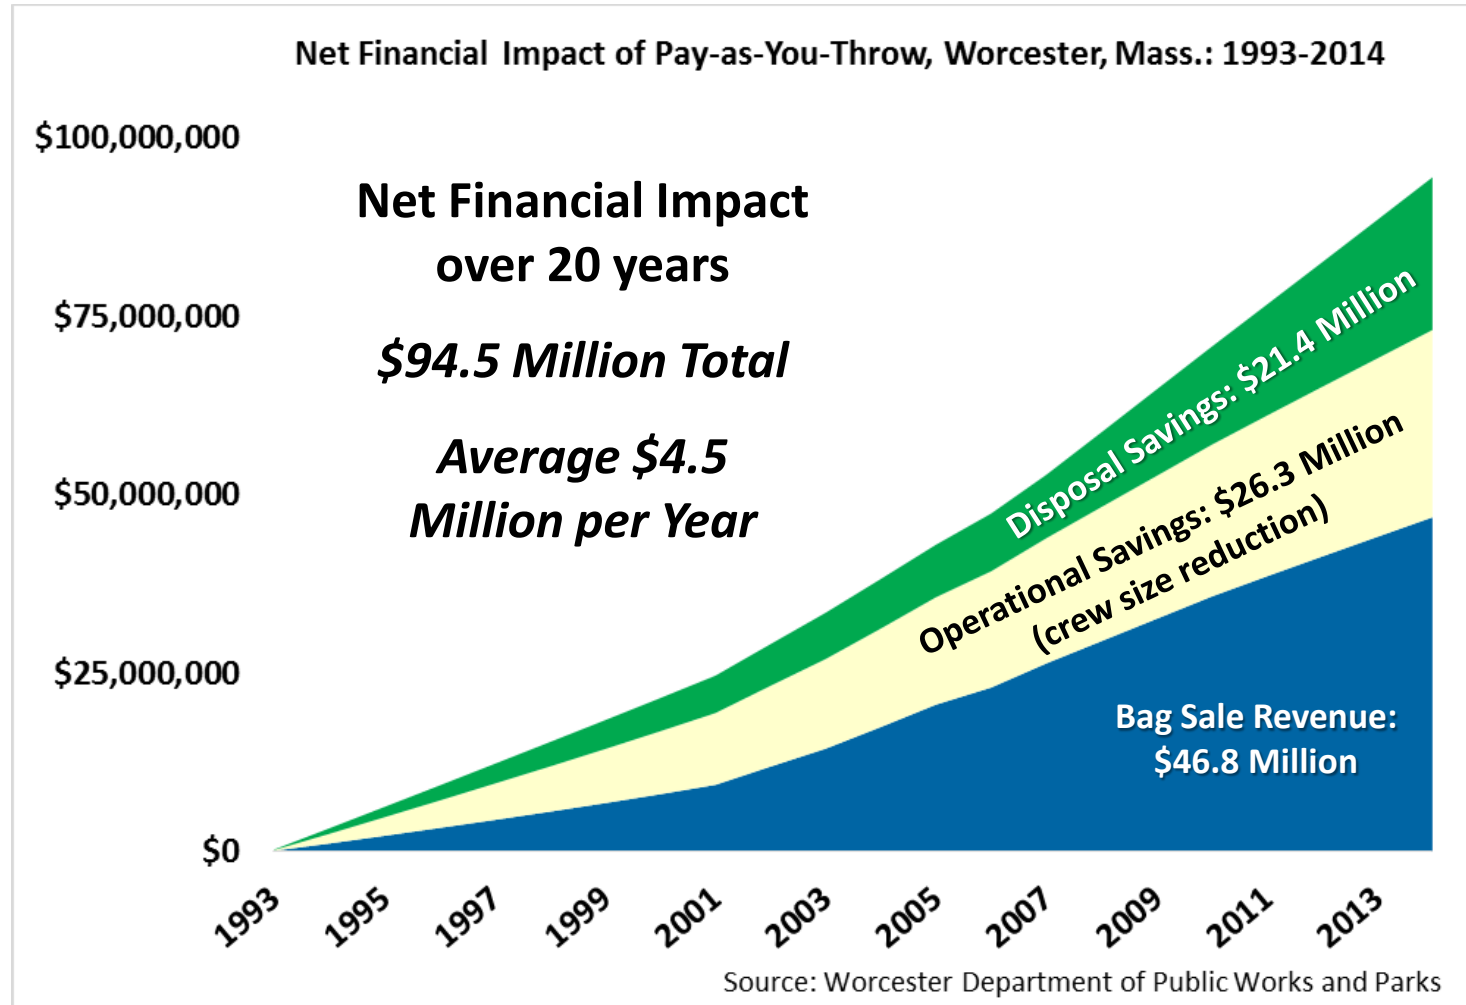 Net Financial Impact of Pay-as-You-Throw, Worcester, Mass.: 1993-2014
$100,000,000
$75,000,000
$50,000,000
$25,000,000
$0
Net Financial Impact
over 20 years
$94.5 Million Total
Average $4.5
Million per Year
Disposal Savings: $21.4 Million
Operational Savings: $26.3 Million
(crew size reduction)
Bag Sale Revenue:
$46.8 Million
1993
1995
1997
1999
2001
2003
2005
2007
2009
2011
2013
Source: Worcester Department of Public Works and Parks